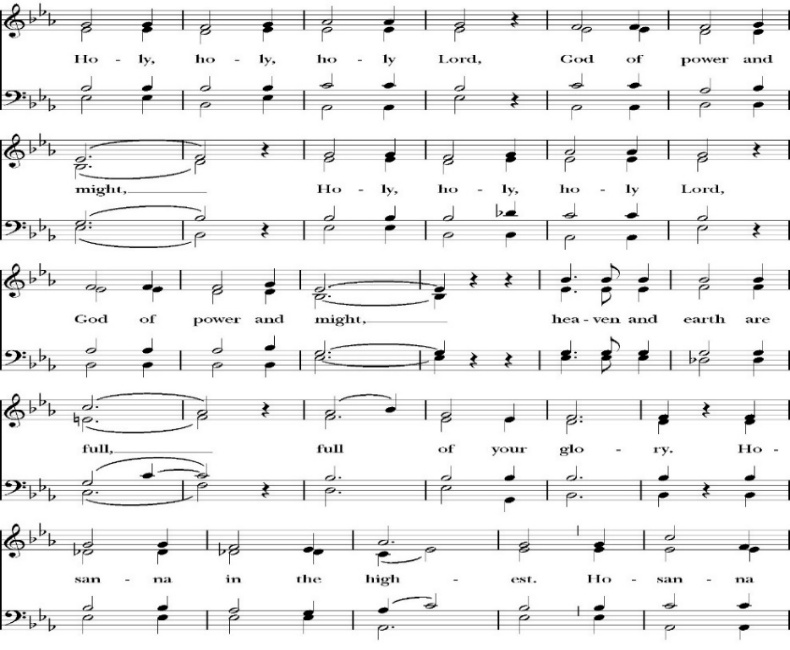 Ho - ly, ho - ly, ho - ly Lord, God of power and
might, Ho - ly, ho - ly, ho - ly Lord,
God of power and might, hea - ven and earth are
full, full of your glo - ry. Ho -
san - na in the high - est. Ho - san - na